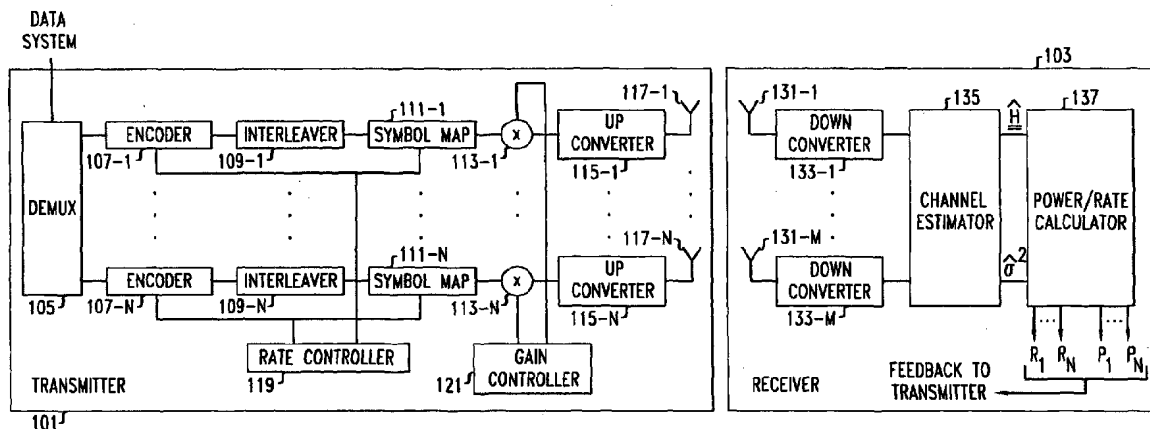 DATA
SYSTEM
103
111-1
117-1
131-1
135
137
ENCODER
INTERLEAVER
SYMBOL MAP
x
UP
CONVERTER
DOWN
CONVERTER
Ĥ
107-1
109-1
113-1
115-1
133-1
DEMUX
CHANNEL
ESTIMATOR
POWER/RATE
CALCULATOR
111-N
117-N
131-M
ENCODER
INTERLEAVER
SYMBOL MAP
x
UP
CONVERTER
DOWN
CONVERTER
σ̂²
105
107-N
109-N
113-N
115-N
133-M
RATE CONTROLLER
GAIN
CONTROLLER
119
121
R1 RN P1 PN
TRANSMITTER
RECEIVER
FEEDBACK TO
TRANSMITTER
101